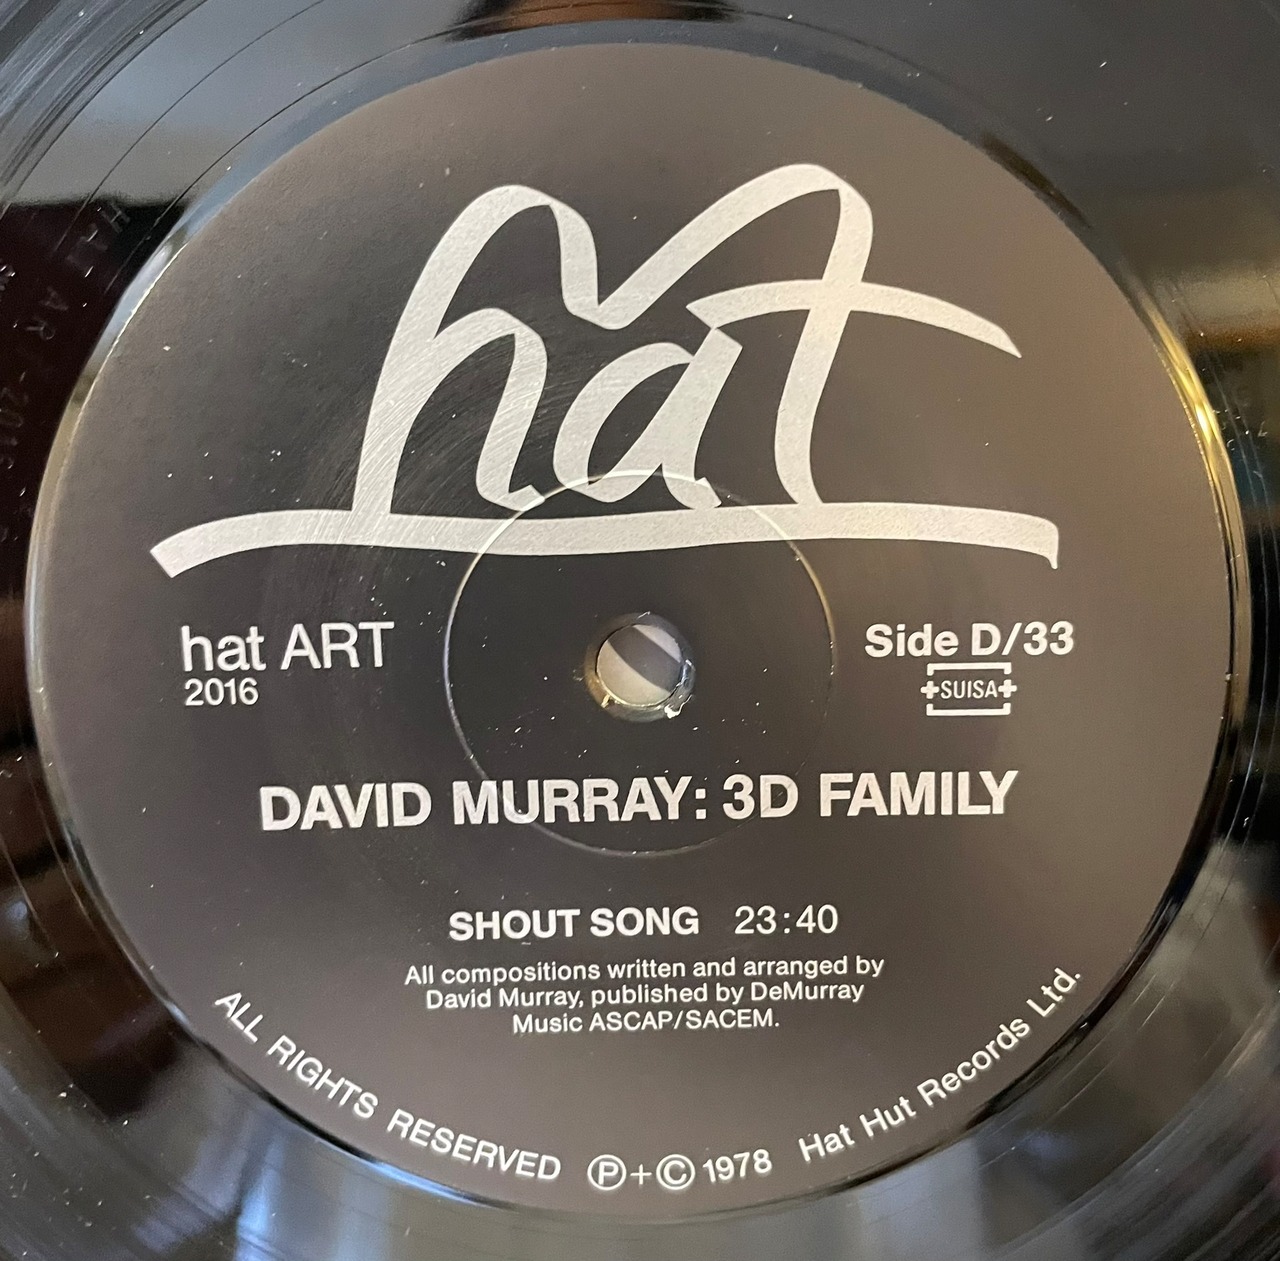 hat
hat ART
2016
Side D/33
SUISA
DAVID MURRAY: 3D FAMILY
SHOUT SONG 23:40
All compositions written and arranged by
David Murray, published by DeMurray
Music ASCAP/SACEM.
ALL RIGHTS RESERVED Ⓟ+© 1978 Hat Hut Records Ltd.